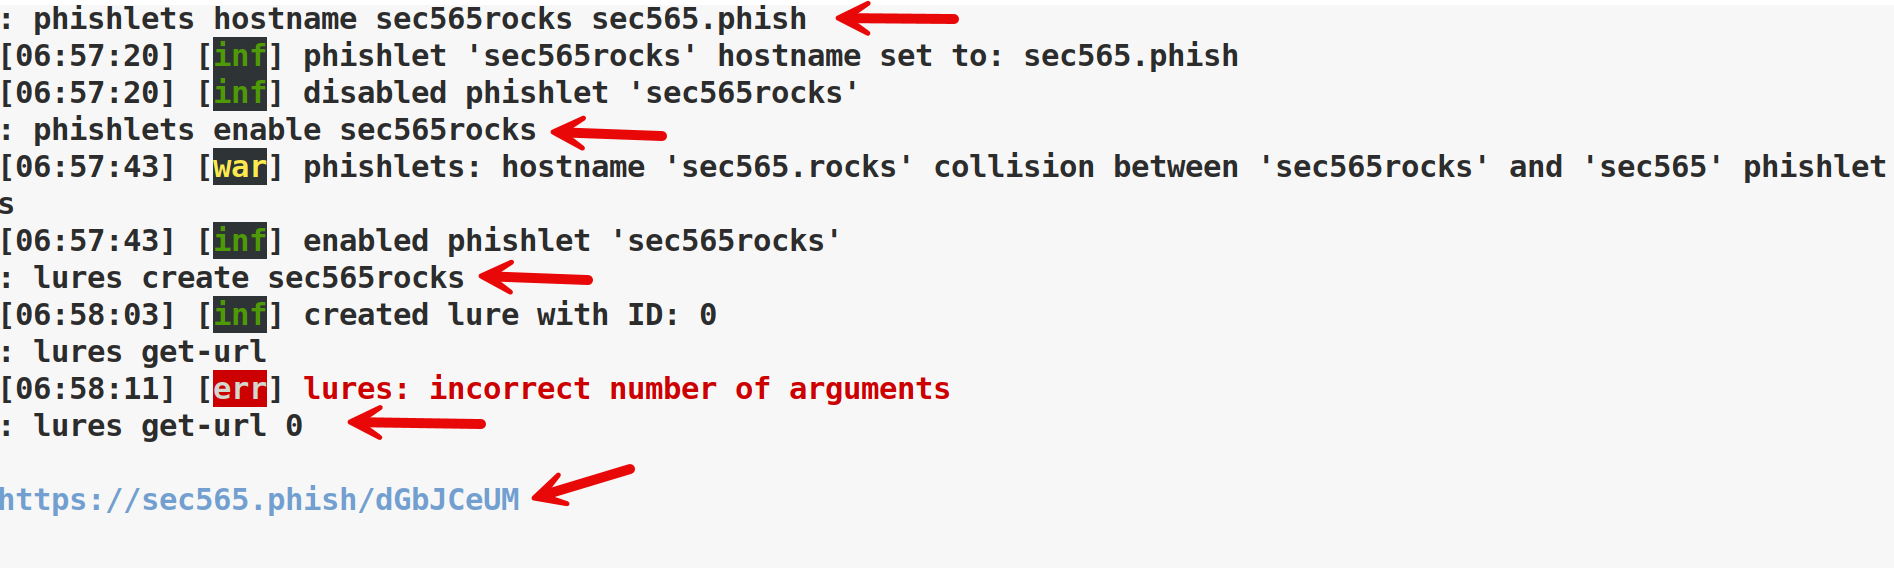 : phishlets hostname sec565rocks sec565.phish
[06:57:20] [inf] phishlet 'sec565rocks' hostname set to: sec565.phish
[06:57:20] [inf] disabled phishlet 'sec565rocks'
: phishlets enable sec565rocks
[06:57:43] [war] phishlets: hostname 'sec565.rocks' collision between 'sec565rocks' and 'sec565' phishlet
s
[06:57:43] [inf] enabled phishlet 'sec565rocks'
: lures create sec565rocks
[06:58:03] [inf] created lure with ID: 0
: lures get-url
[06:58:11] [err] lures: incorrect number of arguments
: lures get-url 0
https://sec565.phish/dGbJCeUM